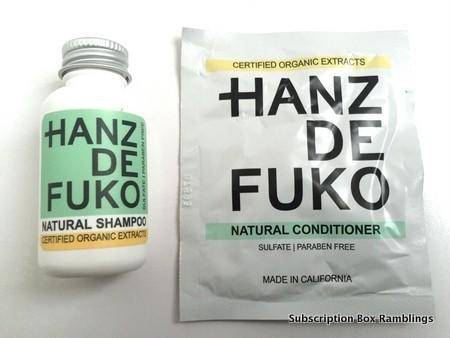 HANZ
DE
FUKO
SULFATE | PARABEN FREE
NATURAL SHAMPOO
CERTIFIED ORGANIC EXTRACTS
CERTIFIED ORGANIC EXTRACTS
HANZ
DE
FUKO
NATURAL CONDITIONER
SULFATE | PARABEN FREE
MADE IN CALIFORNIA
Subscription Box Ramblings